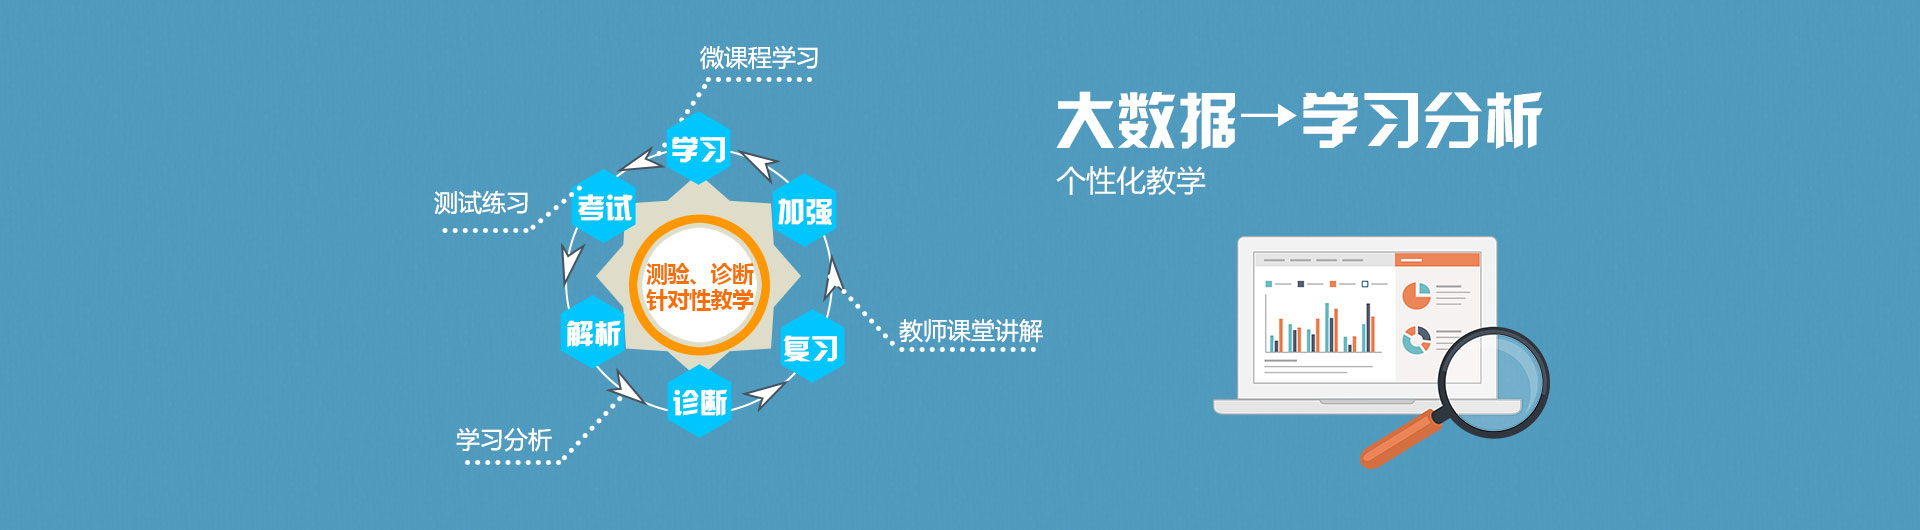 微课程学习
学习
测试练习
考试
加强
测验、诊断
针对性教学
解析
复习
教师课堂讲解
诊断
学习分析
大数据→学习分析
个性化教学